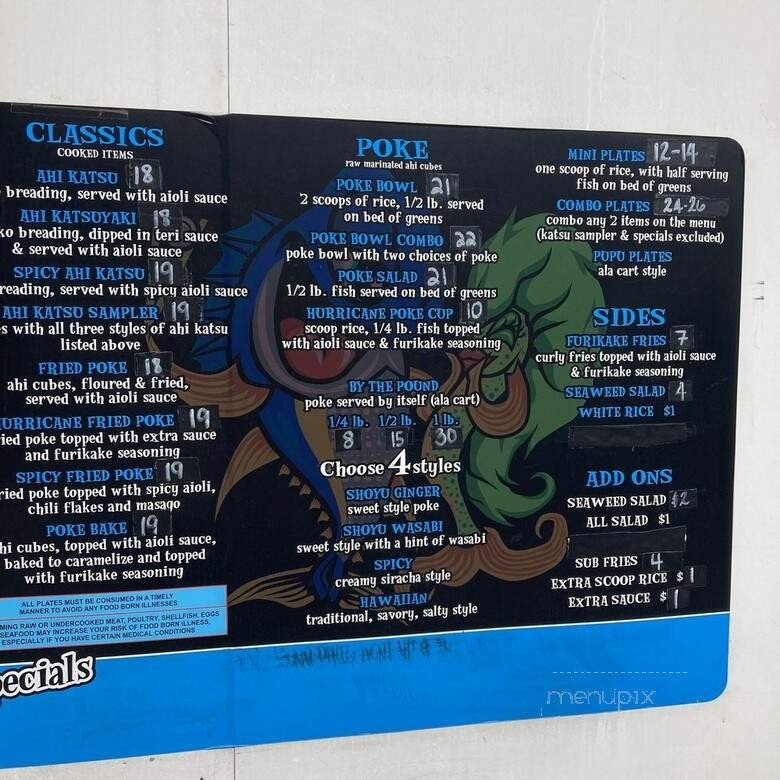 CLASSICS
COOKED ITEMS
AHI KATSU 18
breading, served with aioli sauce
AHI KATSUYAKI 18
ko breading, dipped in teri sauce
& served with aioli sauce
SPICY AHI KATSU 19
reading, served with spicy aioli sauce
AHI KATSU SAMPLER 19
s with all three styles of ahi katsu
listed above
FRIED POKE 18
ahi cubes, floured & fried,
served with aioli sauce
URRICANE FRIED POKE 19
ied poke topped with extra sauce
and furikake seasoning
SPICY FRIED POKE 19
ried poke topped with spicy aioli,
chili flakes and masago
POKE BAKE 19
hi cubes, topped with aioli sauce,
baked to caramelize and topped
with furikake seasoning
ALL PLATES MUST BE CONSUMED IN A TIMELY
MANNER TO AVOID ANY FOOD BORN ILLNESSES
MING RAW OR UNDERCOOKED MEAT, POULTRY, SHELLFISH, EGGS
SEAFOOD MAY INCREASE YOUR RISK OF FOOD BORN ILLNESS,
ESPECIALLY IF YOU HAVE CERTAIN MEDICAL CONDITIONS
ecials
POKE
raw marinated ahi cubes
POKE BOWL 21
2 scoops of rice, 1/2 lb. served
on bed of greens
POKE BOWL COMBO 22
poke bowl with two choices of poke
POKE SALAD 21
1/2 lb. fish served on bed of greens
HURRICANE POKE CUP 10
scoop rice, 1/4 lb. fish topped
with aioli sauce & furikake seasoning
BY THE POUND
poke served by itself (ala cart)
1/4 lb. 1/2 lb. 1 lb.
8 15 30
Choose 4 styles
SHOYU GINGER
sweet style poke
SHOYU WASABI
sweet style with a hint of wasabi
SPICY
creamy siracha style
HAWAIIAN
traditional, savory, salty style
MINI PLATES 12-14
one scoop of rice, with half serving
fish on bed of greens
COMBO PLATES 24-26
combo any 2 items on the menu
(katsu sampler & specials excluded)
PUPU PLATES
ala cart style
SIDES
FURIKAKE FRIES 7
curly fries topped with aioli sauce
& furikake seasoning
SEAWEED SALAD 4
WHITE RICE $1
ADD ONS
SEAWEED SALAD $2
ALL SALAD $1
SUB FRIES 4
EXTRA SCOOP RICE $1
EXTRA SAUCE $1
menupix